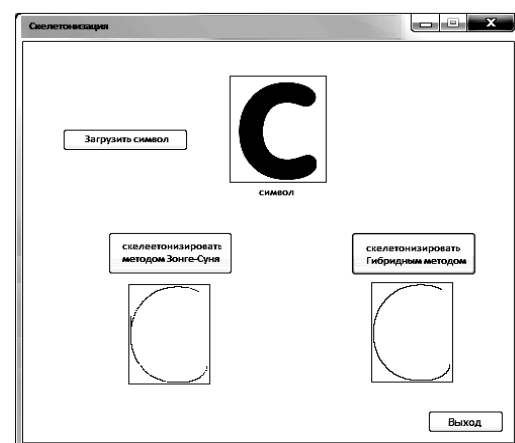 Скелетонизация
Загрузить символ
С
символ
скелеетонизировать
методом Зонге-Суня
скелетонизировать
Гибридным методом
Выход